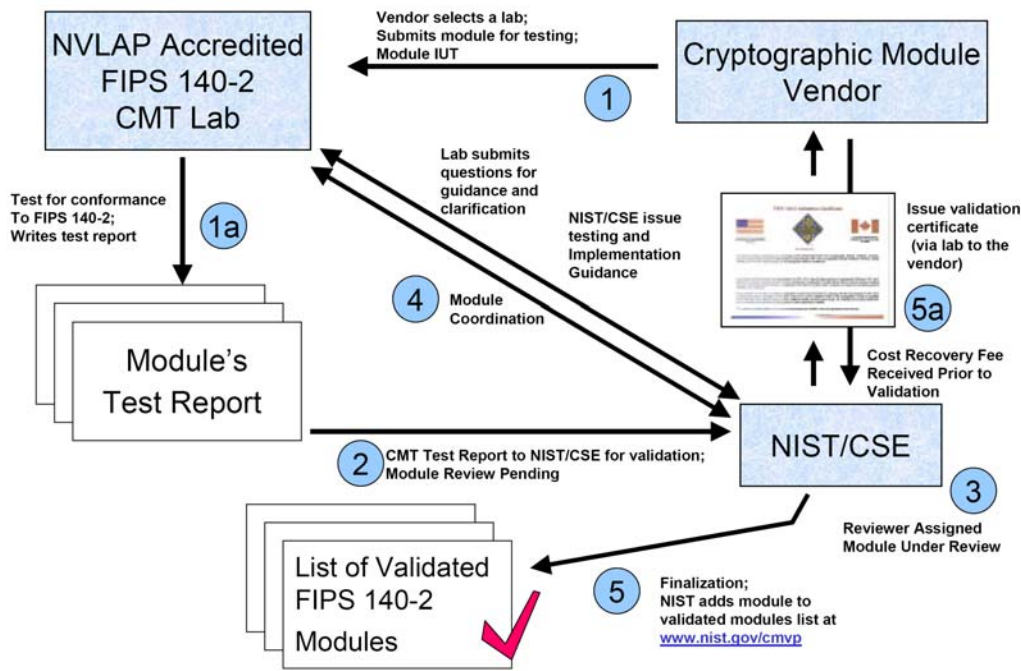 NVLAP Accredited
FIPS 140-2
CMT Lab
Vendor selects a lab;
Submits module for testing;
Module IUT
1
Cryptographic Module
Vendor
Test for conformance
To FIPS 140-2;
Writes test report
1a
Lab submits
questions for
guidance and
clarification
NIST/CSE issue
testing and
Implementation
Guidance
4
Module
Coordination
Issue validation
certificate
(via lab to the
vendor)
5a
Cost Recovery Fee
Received Prior to
Validation
Module's
Test Report
2
CMT Test Report to NIST/CSE for validation;
Module Review Pending
NIST/CSE
3
Reviewer Assigned
Module Under Review
List of Validated
FIPS 140-2
Modules
5
Finalization;
NIST adds module to
validated modules list at
www.nist.gov/cmvp